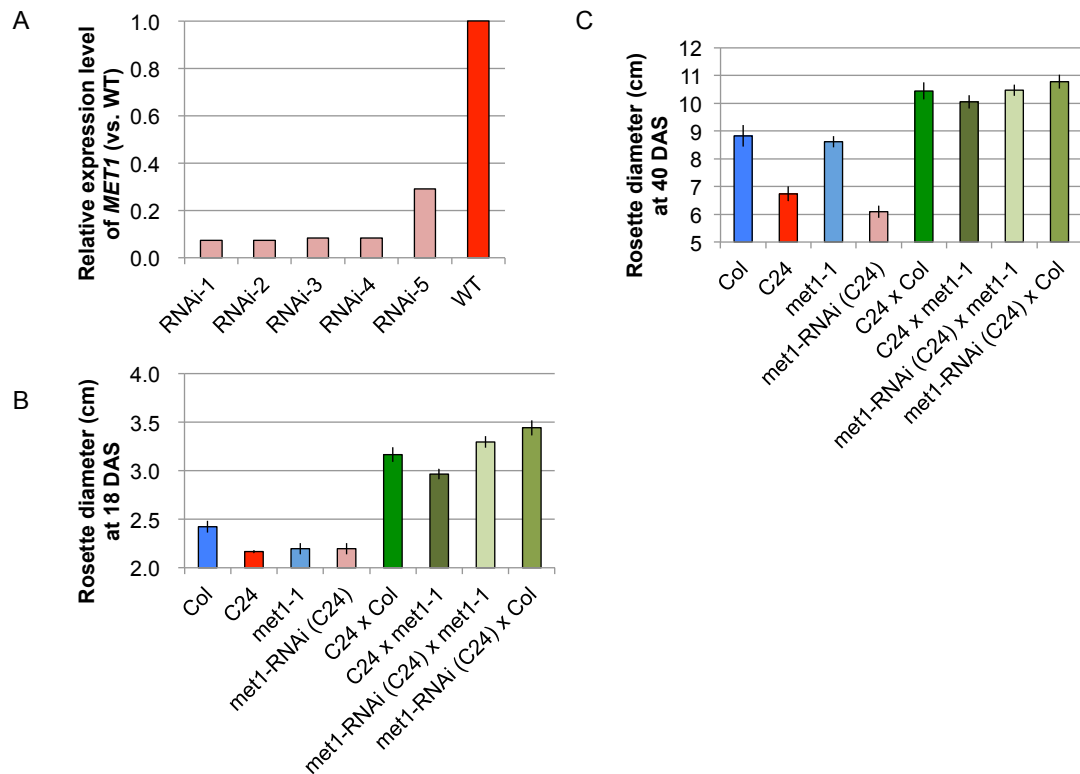 A
Relative expression level
of MET1 (vs. WT)
1.0
0.8
0.6
0.4
0.2
0.0
RNAi-1
RNAi-2
RNAi-3
RNAi-4
RNAi-5
WT
B
Rosette diameter (cm)
at 18 DAS
4.0
3.5
3.0
2.5
2.0
Col
C24
met1-1
met1-RNAi (C24)
C24 x Col
C24 x met1-1
met1-RNAi (C24) x met1-1
met1-RNAi (C24) x Col
C
Rosette diameter (cm)
at 40 DAS
12
11
10
9
8
7
6
5
Col
C24
met1-1
met1-RNAi (C24)
C24 x Col
C24 x met1-1
met1-RNAi (C24) x met1-1
met1-RNAi (C24) x Col